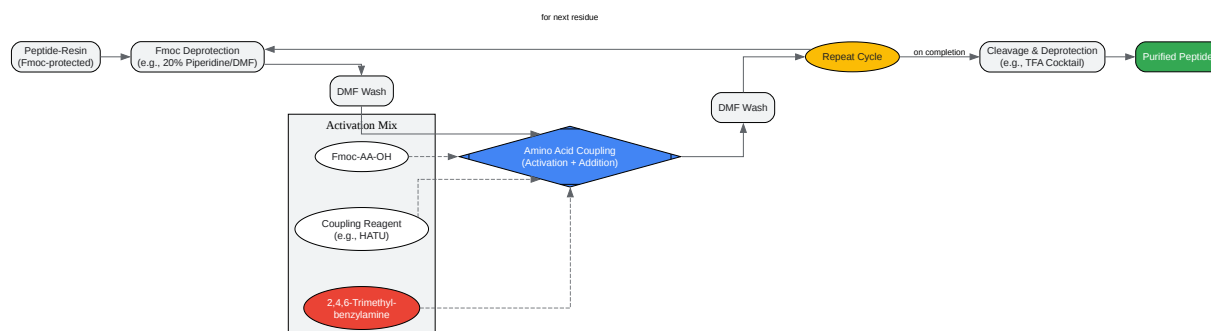 for next residue
Peptide-Resin
(Fmoc-protected)
Fmoc Deprotection
(e.g., 20% Piperidine/DMF)
DMF Wash
Activation Mix
Fmoc-AA-OH
Coupling Reagent
(e.g., HATU)
2,4,6-Trimethyl-
benzylamine
Amino Acid Coupling
(Activation + Addition)
DMF Wash
Repeat Cycle
on completion
Cleavage & Deprotection
(e.g., TFA Cocktail)
Purified Peptide